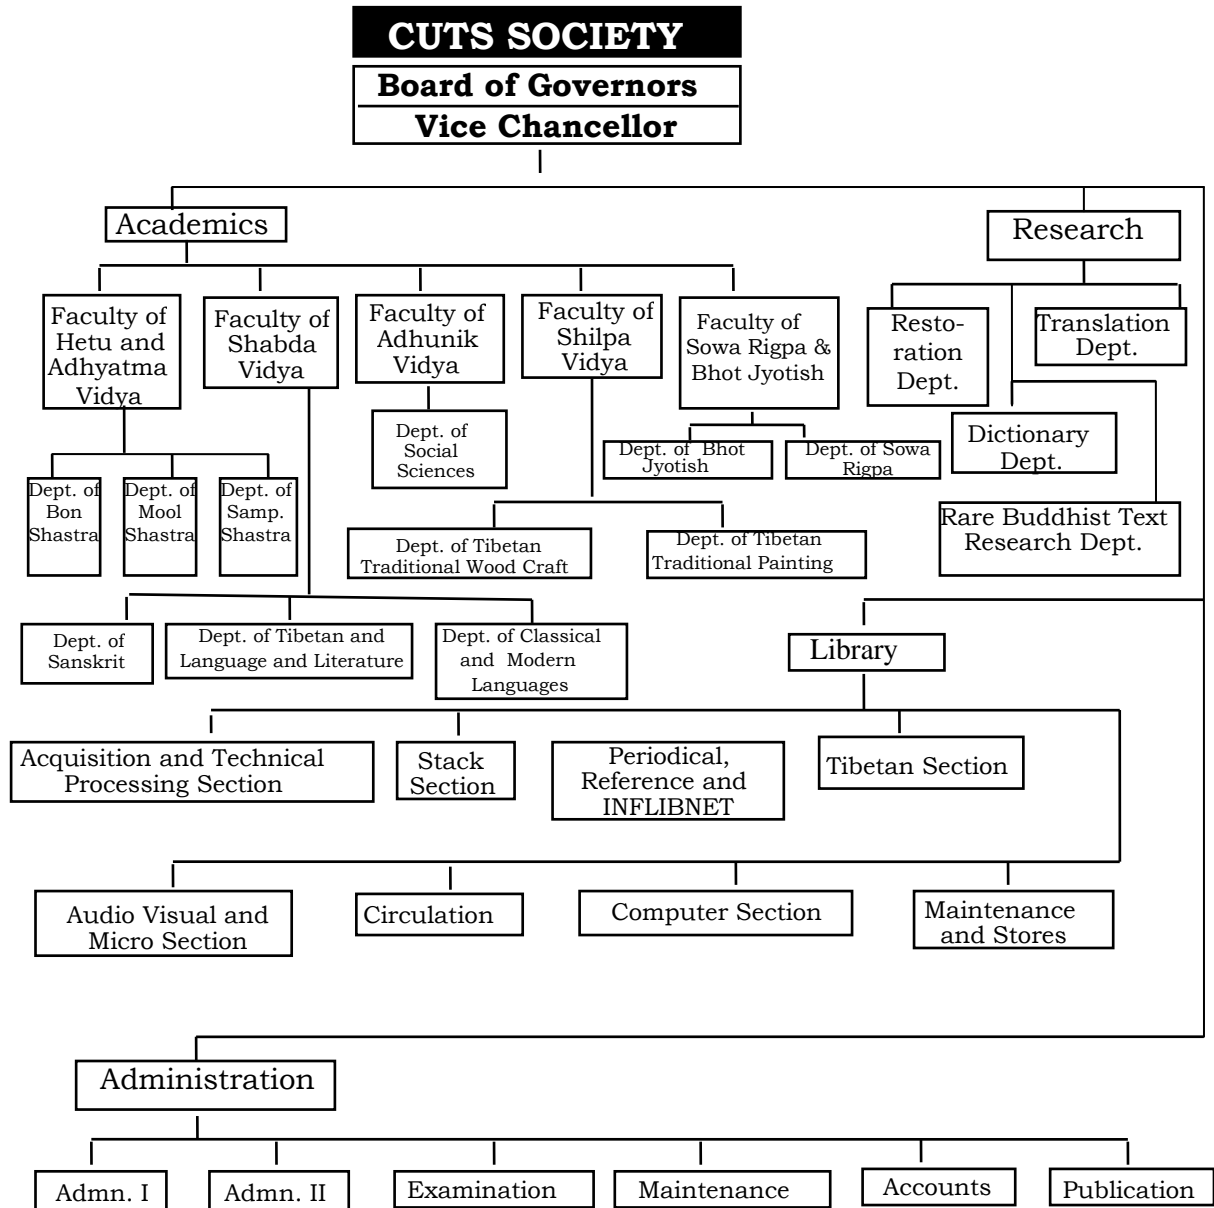 CUTS SOCIETY
Board of Governors
Vice Chancellor
Academics
Research
Faculty of
Hetu and
Adhyatma
Vidya
Faculty of
Shabda
Vidya
Faculty of
Adhunik
Vidya
Faculty of
Shilpa
Vidya
Faculty of
Sowa Rigpa &
Bhot Jyotish
Resto-
ration
Dept.
Translation
Dept.
Dictionary
Dept.
Rare Buddhist Text
Research Dept.
Dept. of
Social
Sciences
Dept. of Bhot
Jyotish
Dept. of Sowa
Rigpa
Dept. of
Bon
Shastra
Dept. of
Mool
Shastra
Dept. of
Samp.
Shastra
Dept. of Tibetan
Traditional Wood Craft
Dept. of Tibetan
Traditional Painting
Dept. of
Sanskrit
Dept. of Tibetan and
Language and Literature
Dept. of Classical
and Modern
Languages
Library
Acquisition and Technical
Processing Section
Stack
Section
Periodical,
Reference and
INFLIBNET
Tibetan Section
Audio Visual and
Micro Section
Circulation
Computer Section
Maintenance
and Stores
Administration
Admn. I
Admn. II
Examination
Maintenance
Accounts
Publication